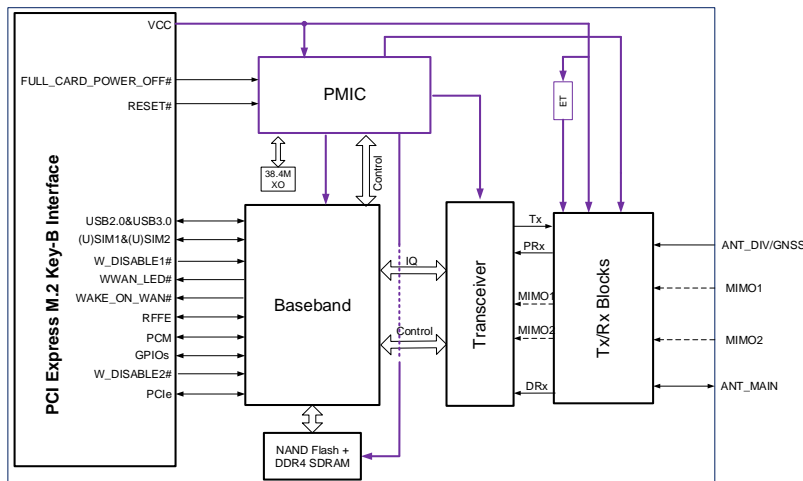 VCC
FULL_CARD_POWER_OFF#
RESET#
PMIC
ET
38.4M
XO
Control
PCI Express M.2 Key-B Interface
USB2.0&USB3.0
(U)SIM1&(U)SIM2
W_DISABLE1#
WWAN_LED#
WAKE_ON_WAN#
RFFE
PCM
GPIOs
W_DISABLE2#
PCIe
Baseband
IQ
Control
Transceiver
Tx
PRx
MIMO1
MIMO2
DRx
Tx/Rx Blocks
ANT_DIV/GNSS
MIMO1
MIMO2
ANT_MAIN
NAND Flash +
DDR4 SDRAM